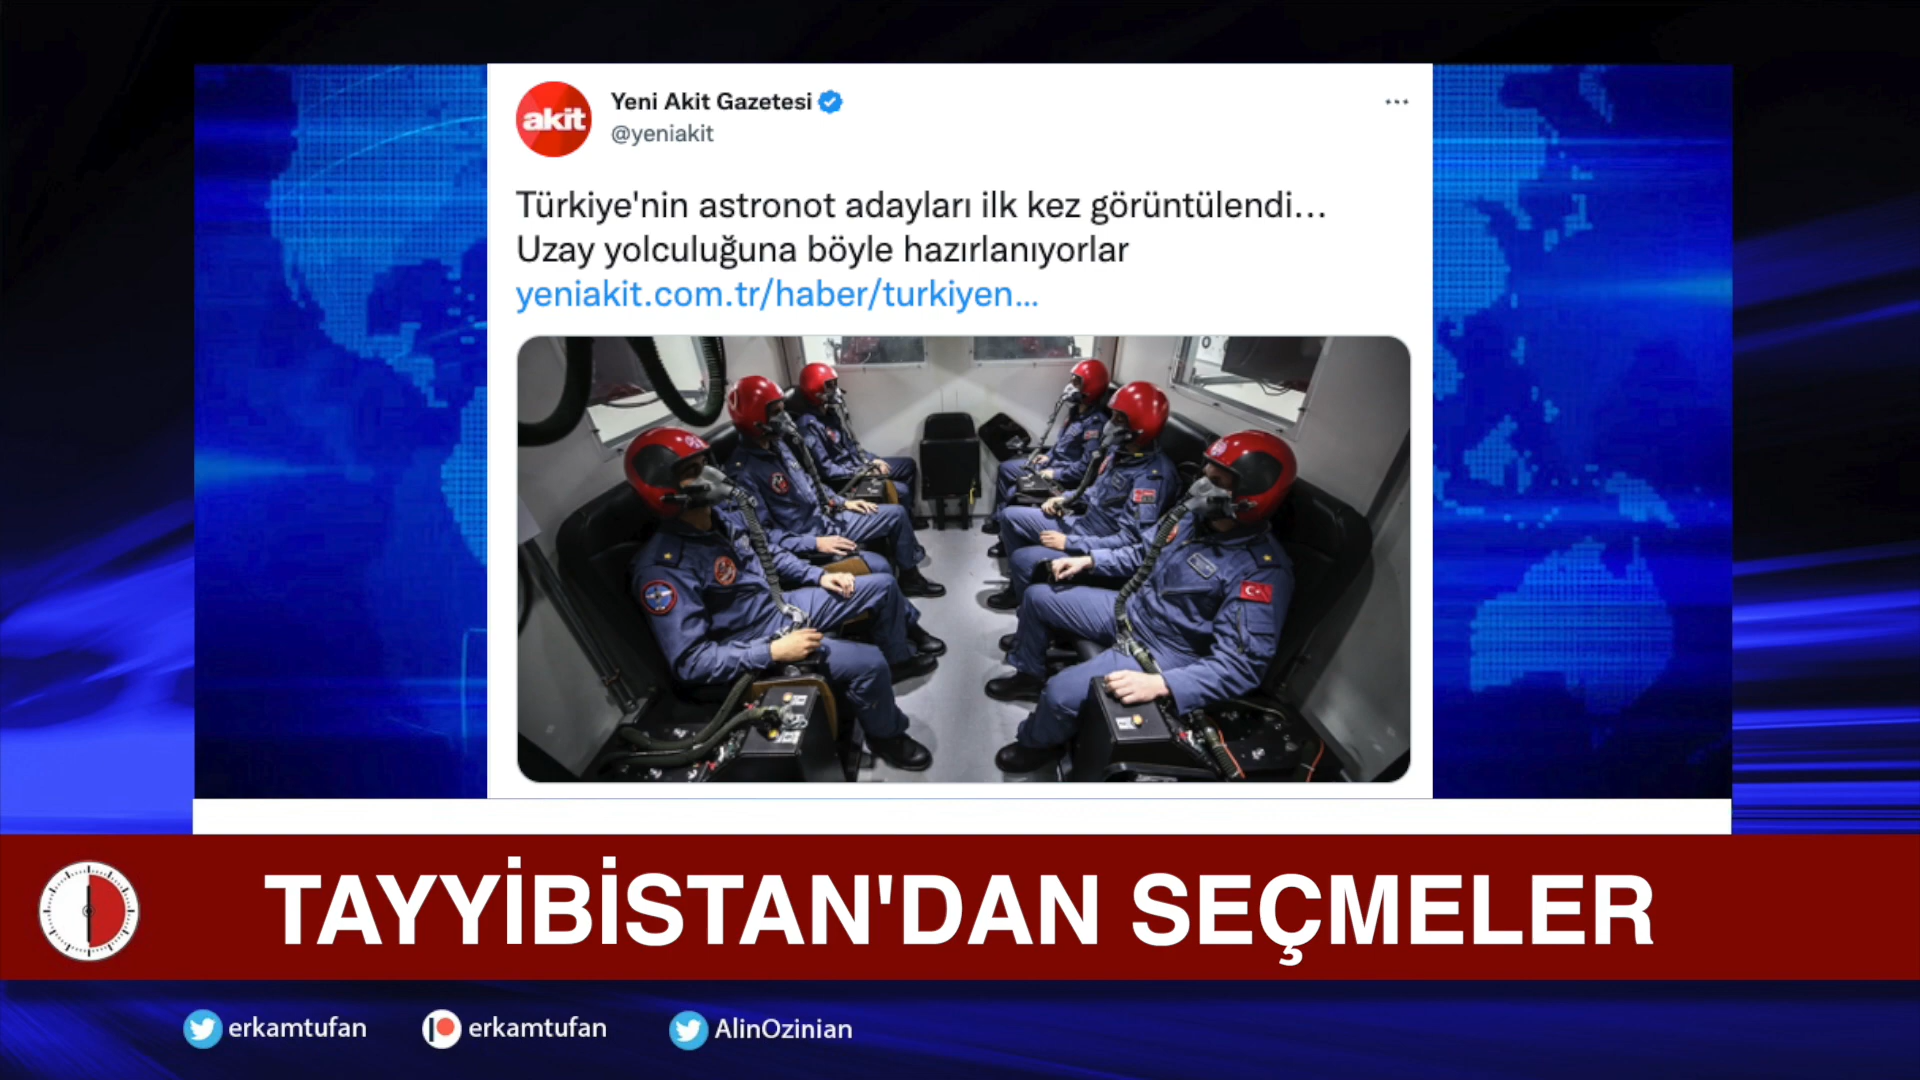 akit
Yeni Akit Gazetesi
@yeniakit
Türkiye'nin astronot adayları ilk kez görüntülendi...
Uzay yolculuğuna böyle hazırlanıyorlar
yeniakit.com.tr/haber/turkiyen...
TAYYİBİSTAN'DAN SEÇMELER
erkamtufan
erkamtufan
AlinOzinian